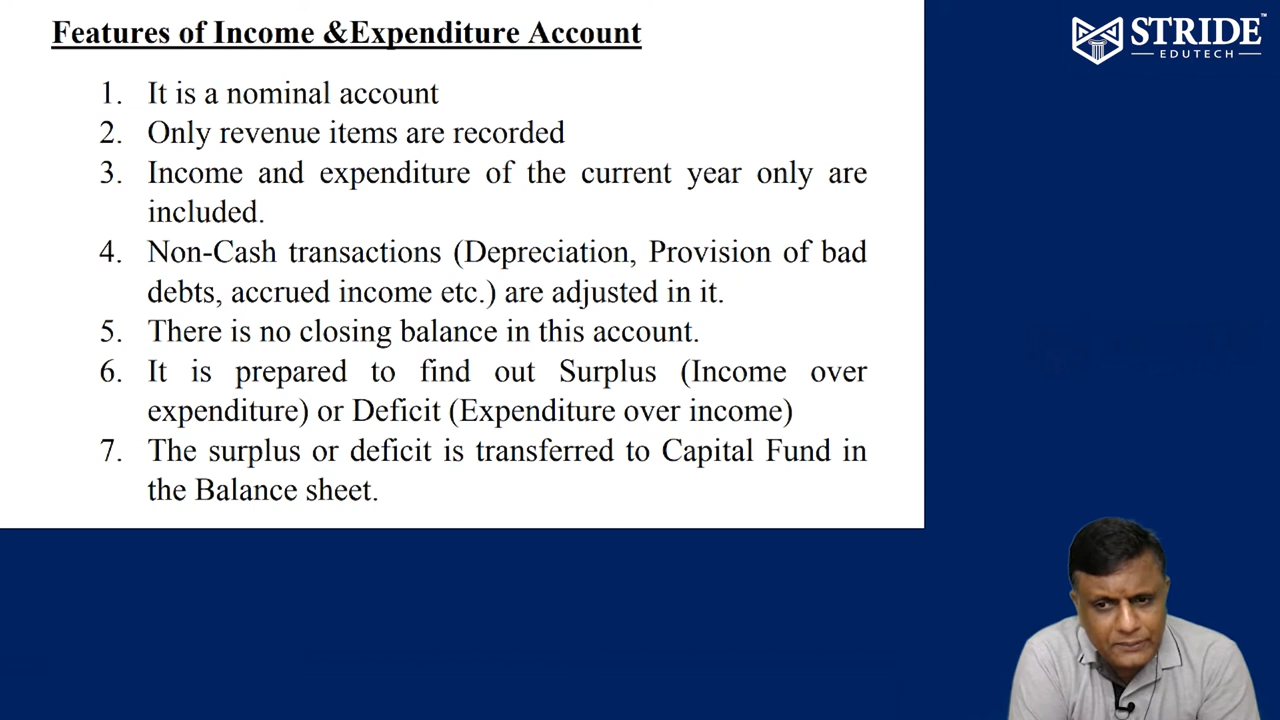 Features of Income &Expenditure Account
STRIDE
TM
EDUTECH
1. It is a nominal account
2. Only revenue items are recorded
3. Income and expenditure of the current year only are
included.
4. Non-Cash transactions (Depreciation, Provision of bad
debts, accrued income etc.) are adjusted in it.
5. There is no closing balance in this account.
6. It is prepared to find out Surplus (Income over
expenditure) or Deficit (Expenditure over income)
7. The surplus or deficit is transferred to Capital Fund in
the Balance sheet.